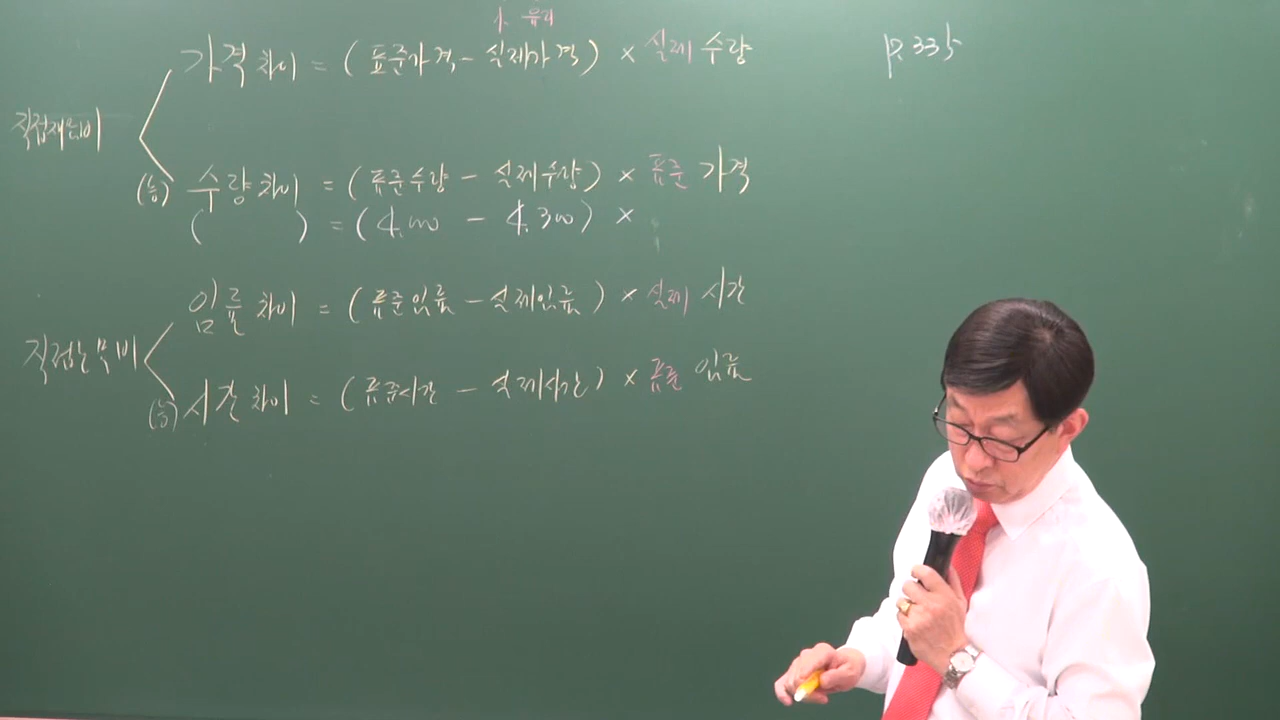 1. 유리
가격차이 = (표준가격 - 실제가격) × 실제 수량
p.335
직접재료비
(능) 수량차이 = (표준수량 - 실제수량) × 표준 가격
( ) = (4,000 - 4,300) ×
임률차이 = (표준임률 - 실제임률) × 실제 시간
직접노무비
(능) 시간차이 = (표준시간 - 실제시간) × 표준 임률